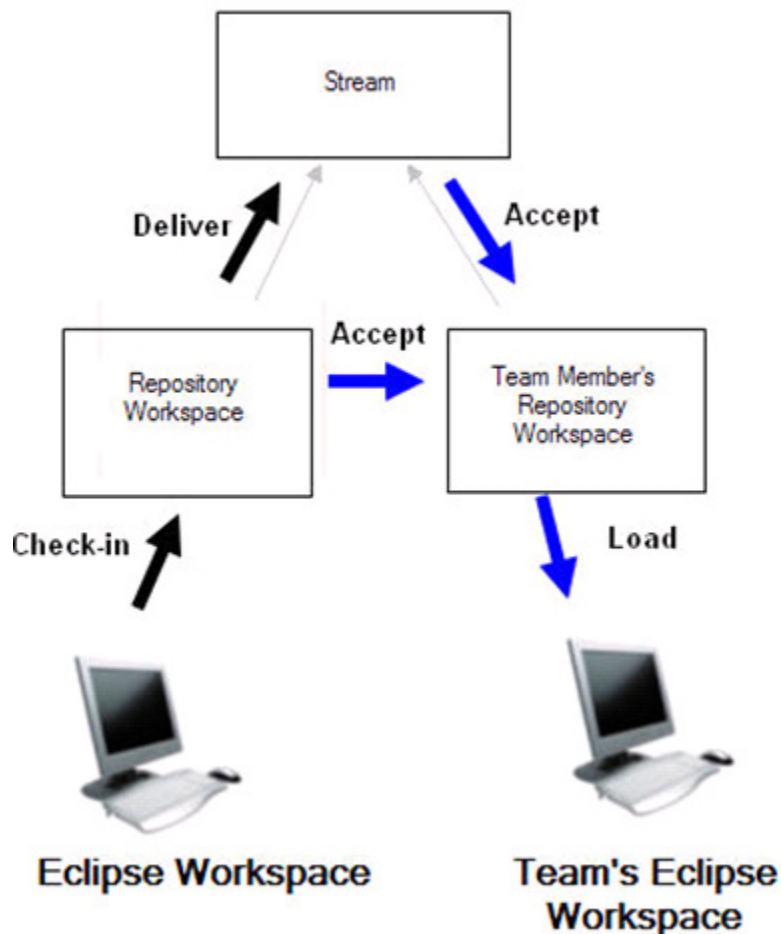 Stream
Deliver
Accept
Accept
Repository
Workspace
Team Member's
Repository
Workspace
Check-in
Load
Eclipse Workspace
Team's Eclipse
Workspace